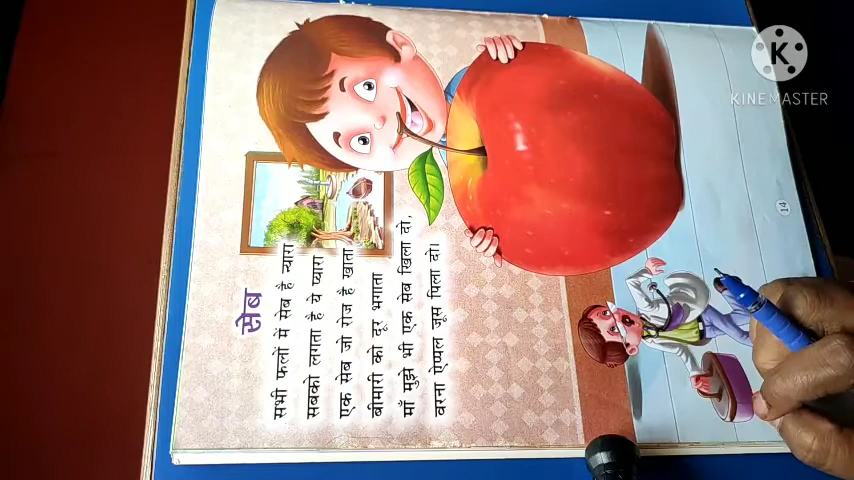 सेब
सभी फलों में सेब है न्यारा
सबको लगता है ये प्यारा
एक सेब जो रोज है खाता
बीमारी को दूर भगाता
माँ मुझे भी एक सेब खिला दो,
वरना ऐप्पल जूस पिला दो।
14
K
KINEMASTER